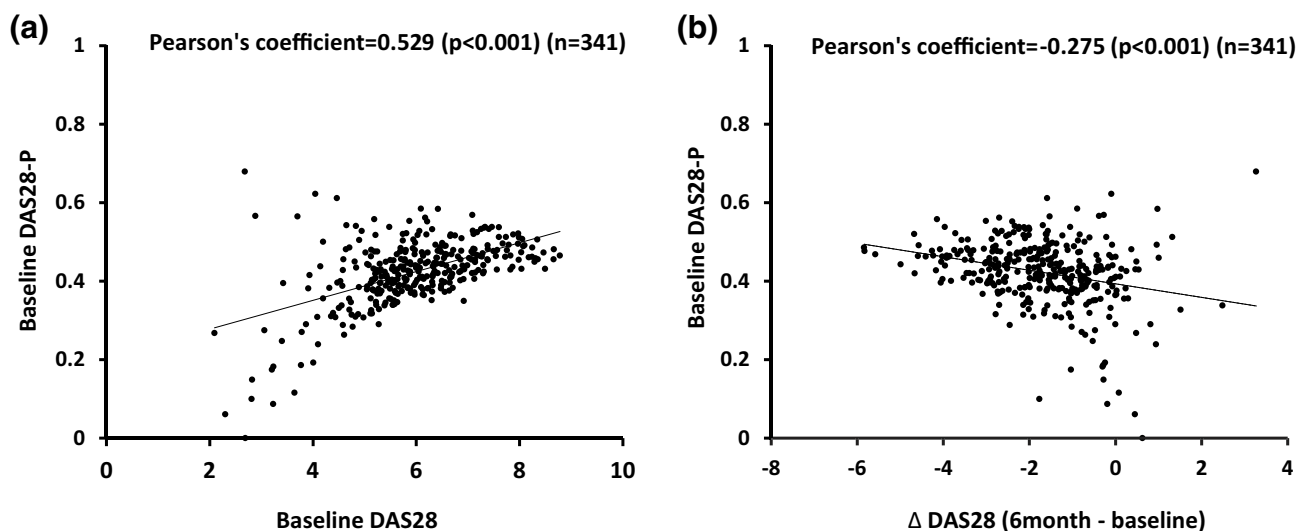 (a)
Pearson's coefficient=0.529 (p<0.001) (n=341)
1
0.8
0.6
0.4
0.2
0
0 2 4 6 8 10
Baseline DAS28-P
Baseline DAS28
(b)
Pearson's coefficient=-0.275 (p<0.001) (n=341)
1
0.8
0.6
0.4
0.2
0
-8 -6 -4 -2 0 2 4
Baseline DAS28-P
Δ DAS28 (6month - baseline)